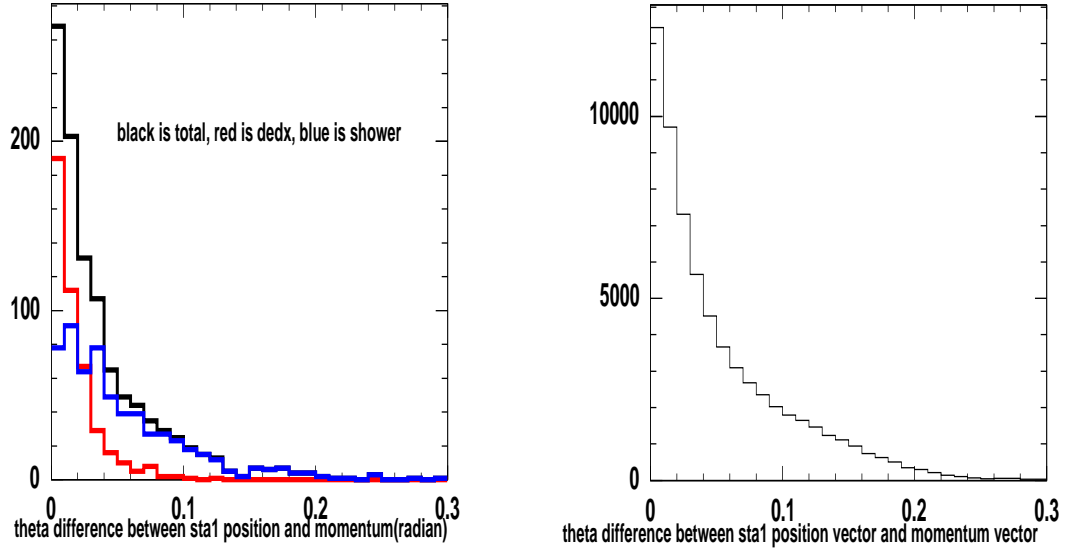 200
100
0
black is total, red is dedx, blue is shower
0 0.1 0.2 0.3
theta difference between sta1 position and momentum(radian)
10000
5000
0
0 0.1 0.2 0.3
theta difference between sta1 position vector and momentum vector